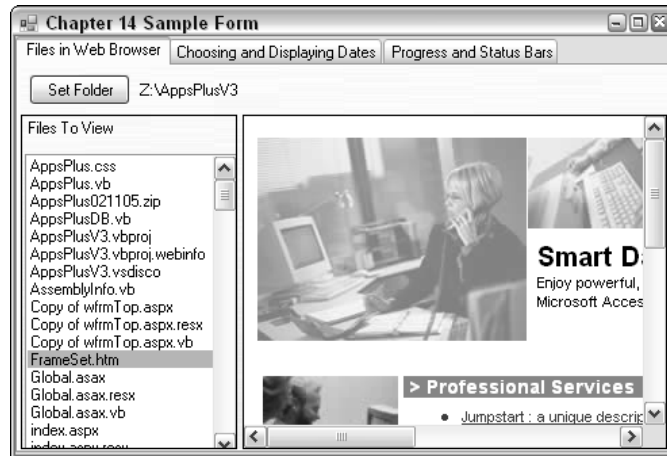 Chapter 14 Sample Form
Files in Web Browser Choosing and Displaying Dates Progress and Status Bars
Set Folder Z:\AppsPlusV3
Files To View
AppsPlus.css
AppsPlus.vb
AppsPlus021105.zip
AppsPlusDB.vb
AppsPlusV3.vbproj
AppsPlusV3.vbproj.webinfo
AppsPlusV3.vsdisco
AssemblyInfo.vb
Copy of wfrmTop.aspx
Copy of wfrmTop.aspx.resx
Copy of wfrmTop.aspx.vb
FrameSet.htm
Global.asax
Global.asax.resx
Global.asax.vb
index.aspx
Smart D
Enjoy powerful,
Microsoft Acces
> Professional Services
• Jumpstart : a unique descrip